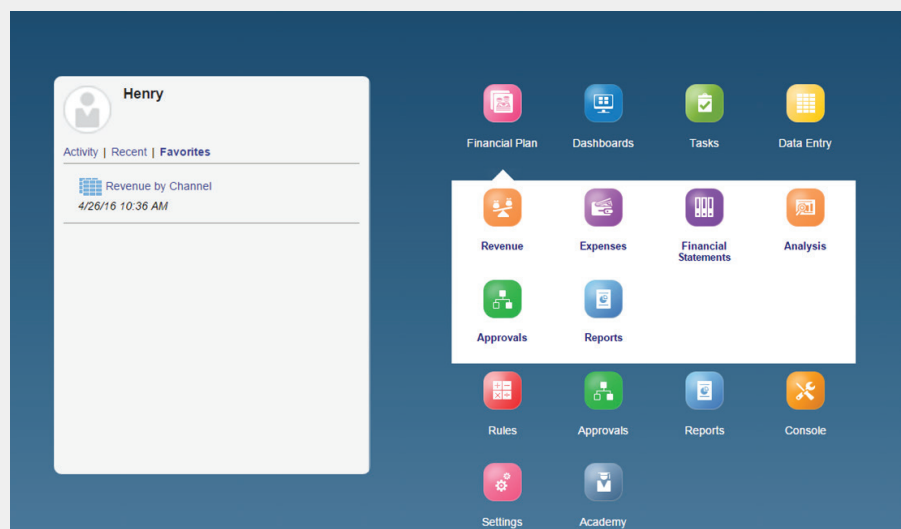 Henry
Activity | Recent | Favorites
Revenue by Channel
4/26/16 10:36 AM
Financial Plan
Dashboards
Tasks
Data Entry
Revenue
Expenses
Financial
Statements
Analysis
Approvals
Reports
Rules
Approvals
Reports
Console
Settings
Academy